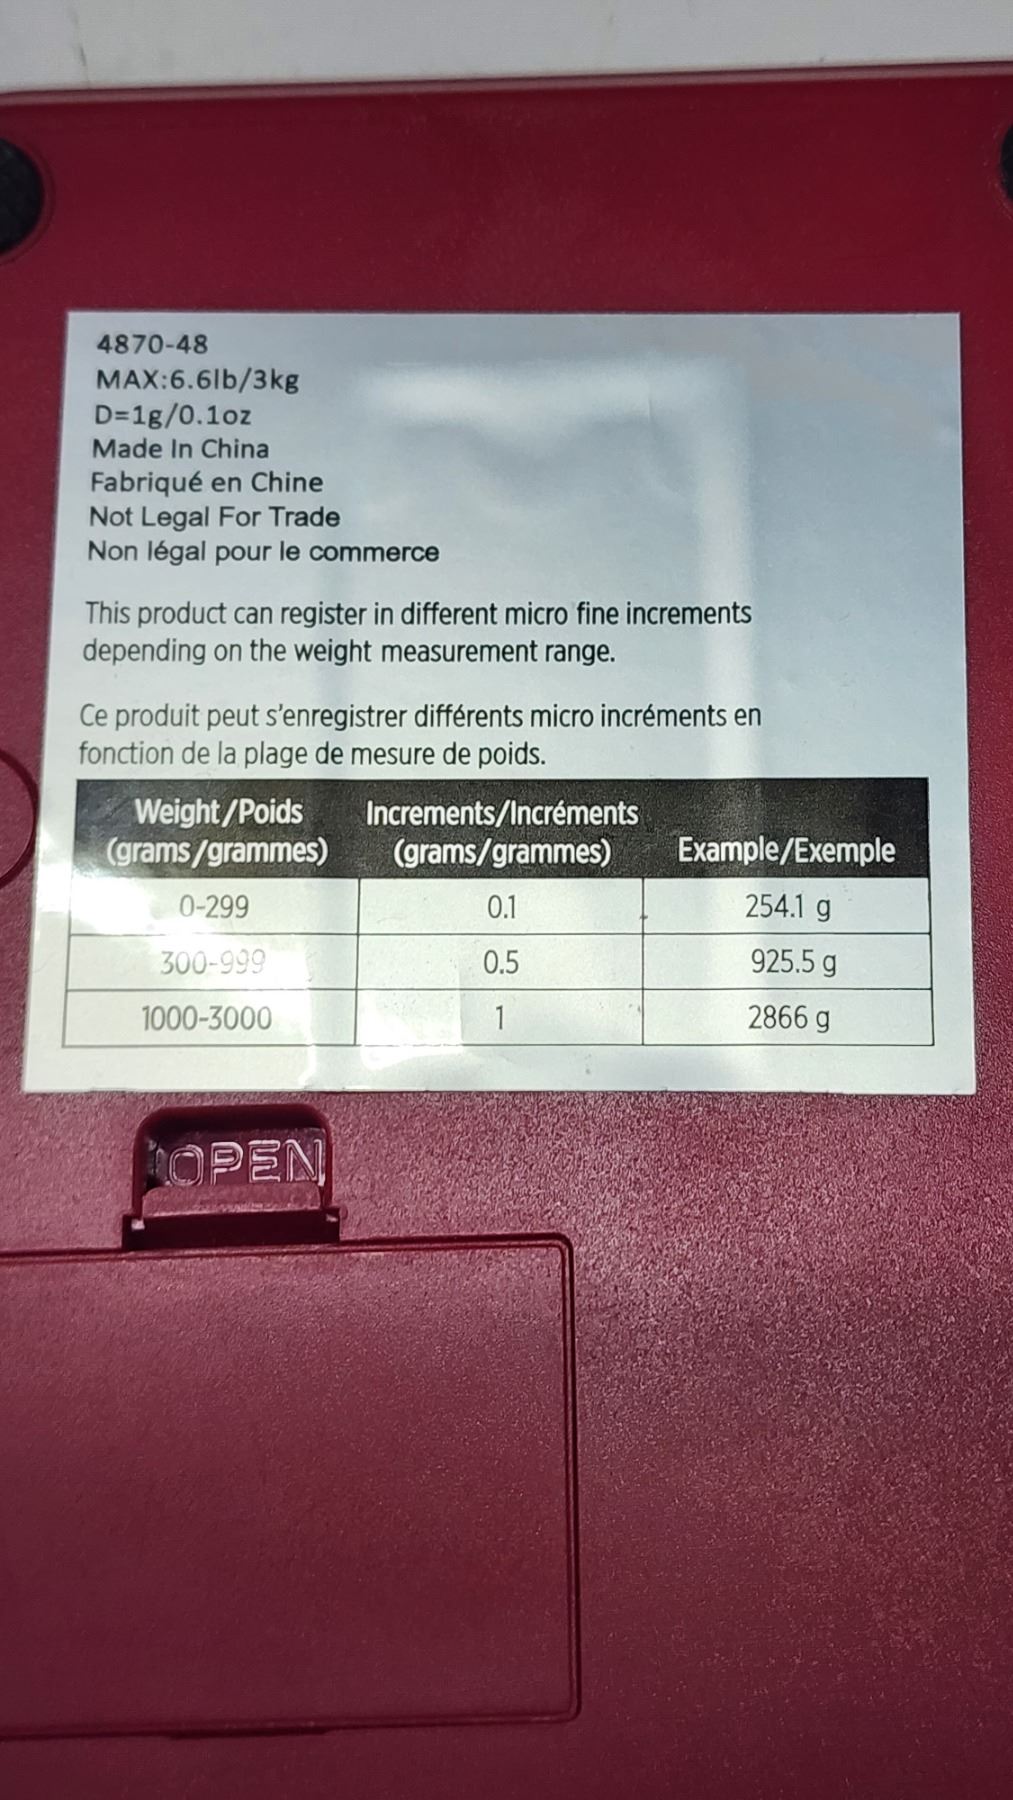 4870-48
MAX:6.6lb/3kg
D=1g/0.1oz
Made In China
Fabriqué en Chine
Not Legal For Trade
Non légal pour le commerce
This product can register in different micro fine increments
depending on the weight measurement range.
Ce produit peut s'enregistrer différents micro incréments en
fonction de la plage de mesure de poids.
Weight/Poids Increments/Incréments
(grams/grammes) (grams/grammes) Example/Exemple
0-299 0.1 254.1 g
300-999 0.5 925.5 g
1000-3000 1 2866 g
OPEN